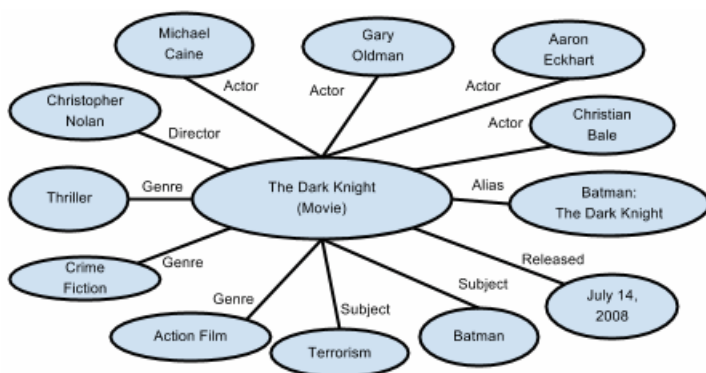 Michael
Caine
Gary
Oldman
Aaron
Eckhart
Actor
Actor
Actor
Christopher
Nolan
Director
Actor
Christian
Bale
Thriller
Genre
The Dark Knight
(Movie)
Alias
Batman:
The Dark Knight
Crime
Fiction
Genre
Released
Genre
Subject
Subject
July 14,
2008
Action Film
Terrorism
Batman